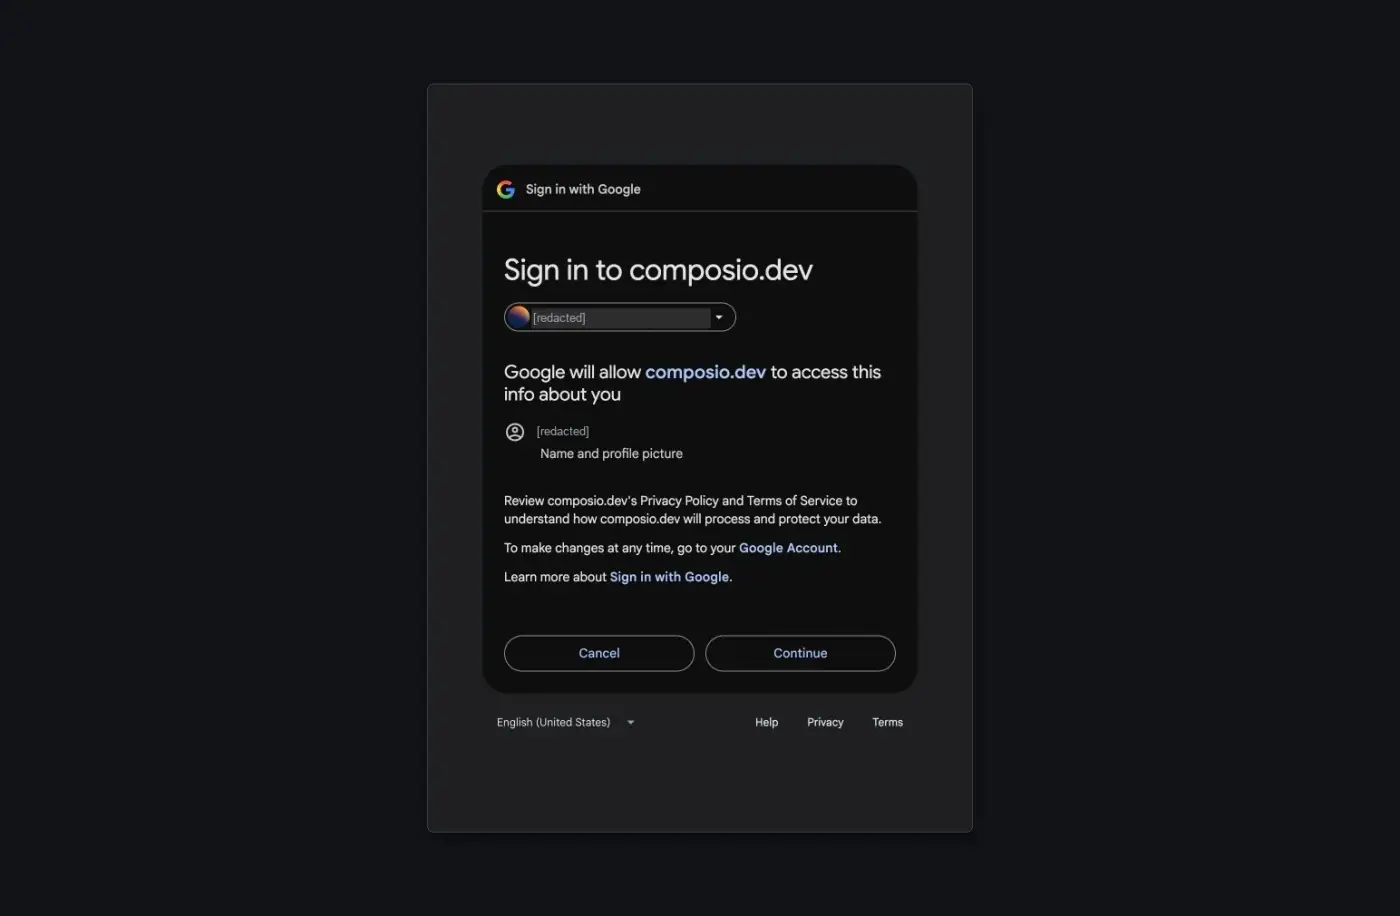 Sign in with Google
Sign in to composio.dev
[redacted]
Google will allow composio.dev to access this
info about you
[redacted]
Name and profile picture
Review composio.dev's Privacy Policy and Terms of Service to
understand how composio.dev will process and protect your data.
To make changes at any time, go to your Google Account.
Learn more about Sign in with Google.
Cancel Continue
English (United States) Help Privacy Terms